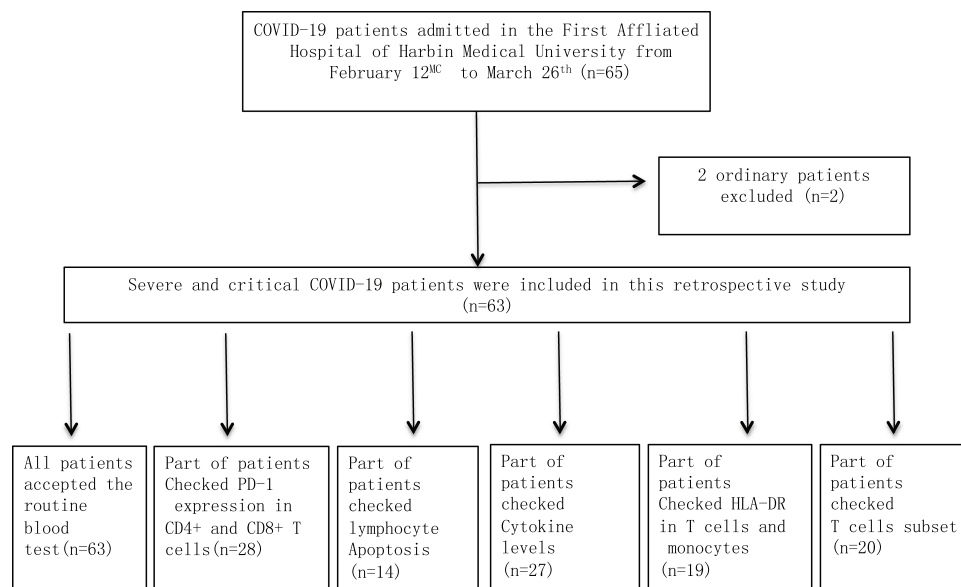 COVID-19 patients admitted in the First Affliated
Hospital of Harbin Medical University from
February 12ᴹᶜ to March 26ᵗʰ (n=65)
2 ordinary patients
excluded (n=2)
Severe and critical COVID-19 patients were included in this retrospective study
(n=63)
All patients
accepted the
routine
blood
test(n=63)
Part of patients
Checked PD-1
expression in
CD4+ and CD8+ T
cells(n=28)
Part of
patients
checked
lymphocyte
Apoptosis
(n=14)
Part of
patients
checked
Cytokine
levels
(n=27)
Part of
patients
Checked HLA-DR
in T cells and
monocytes
(n=19)
Part of
patients
checked
T cells subset
(n=20)